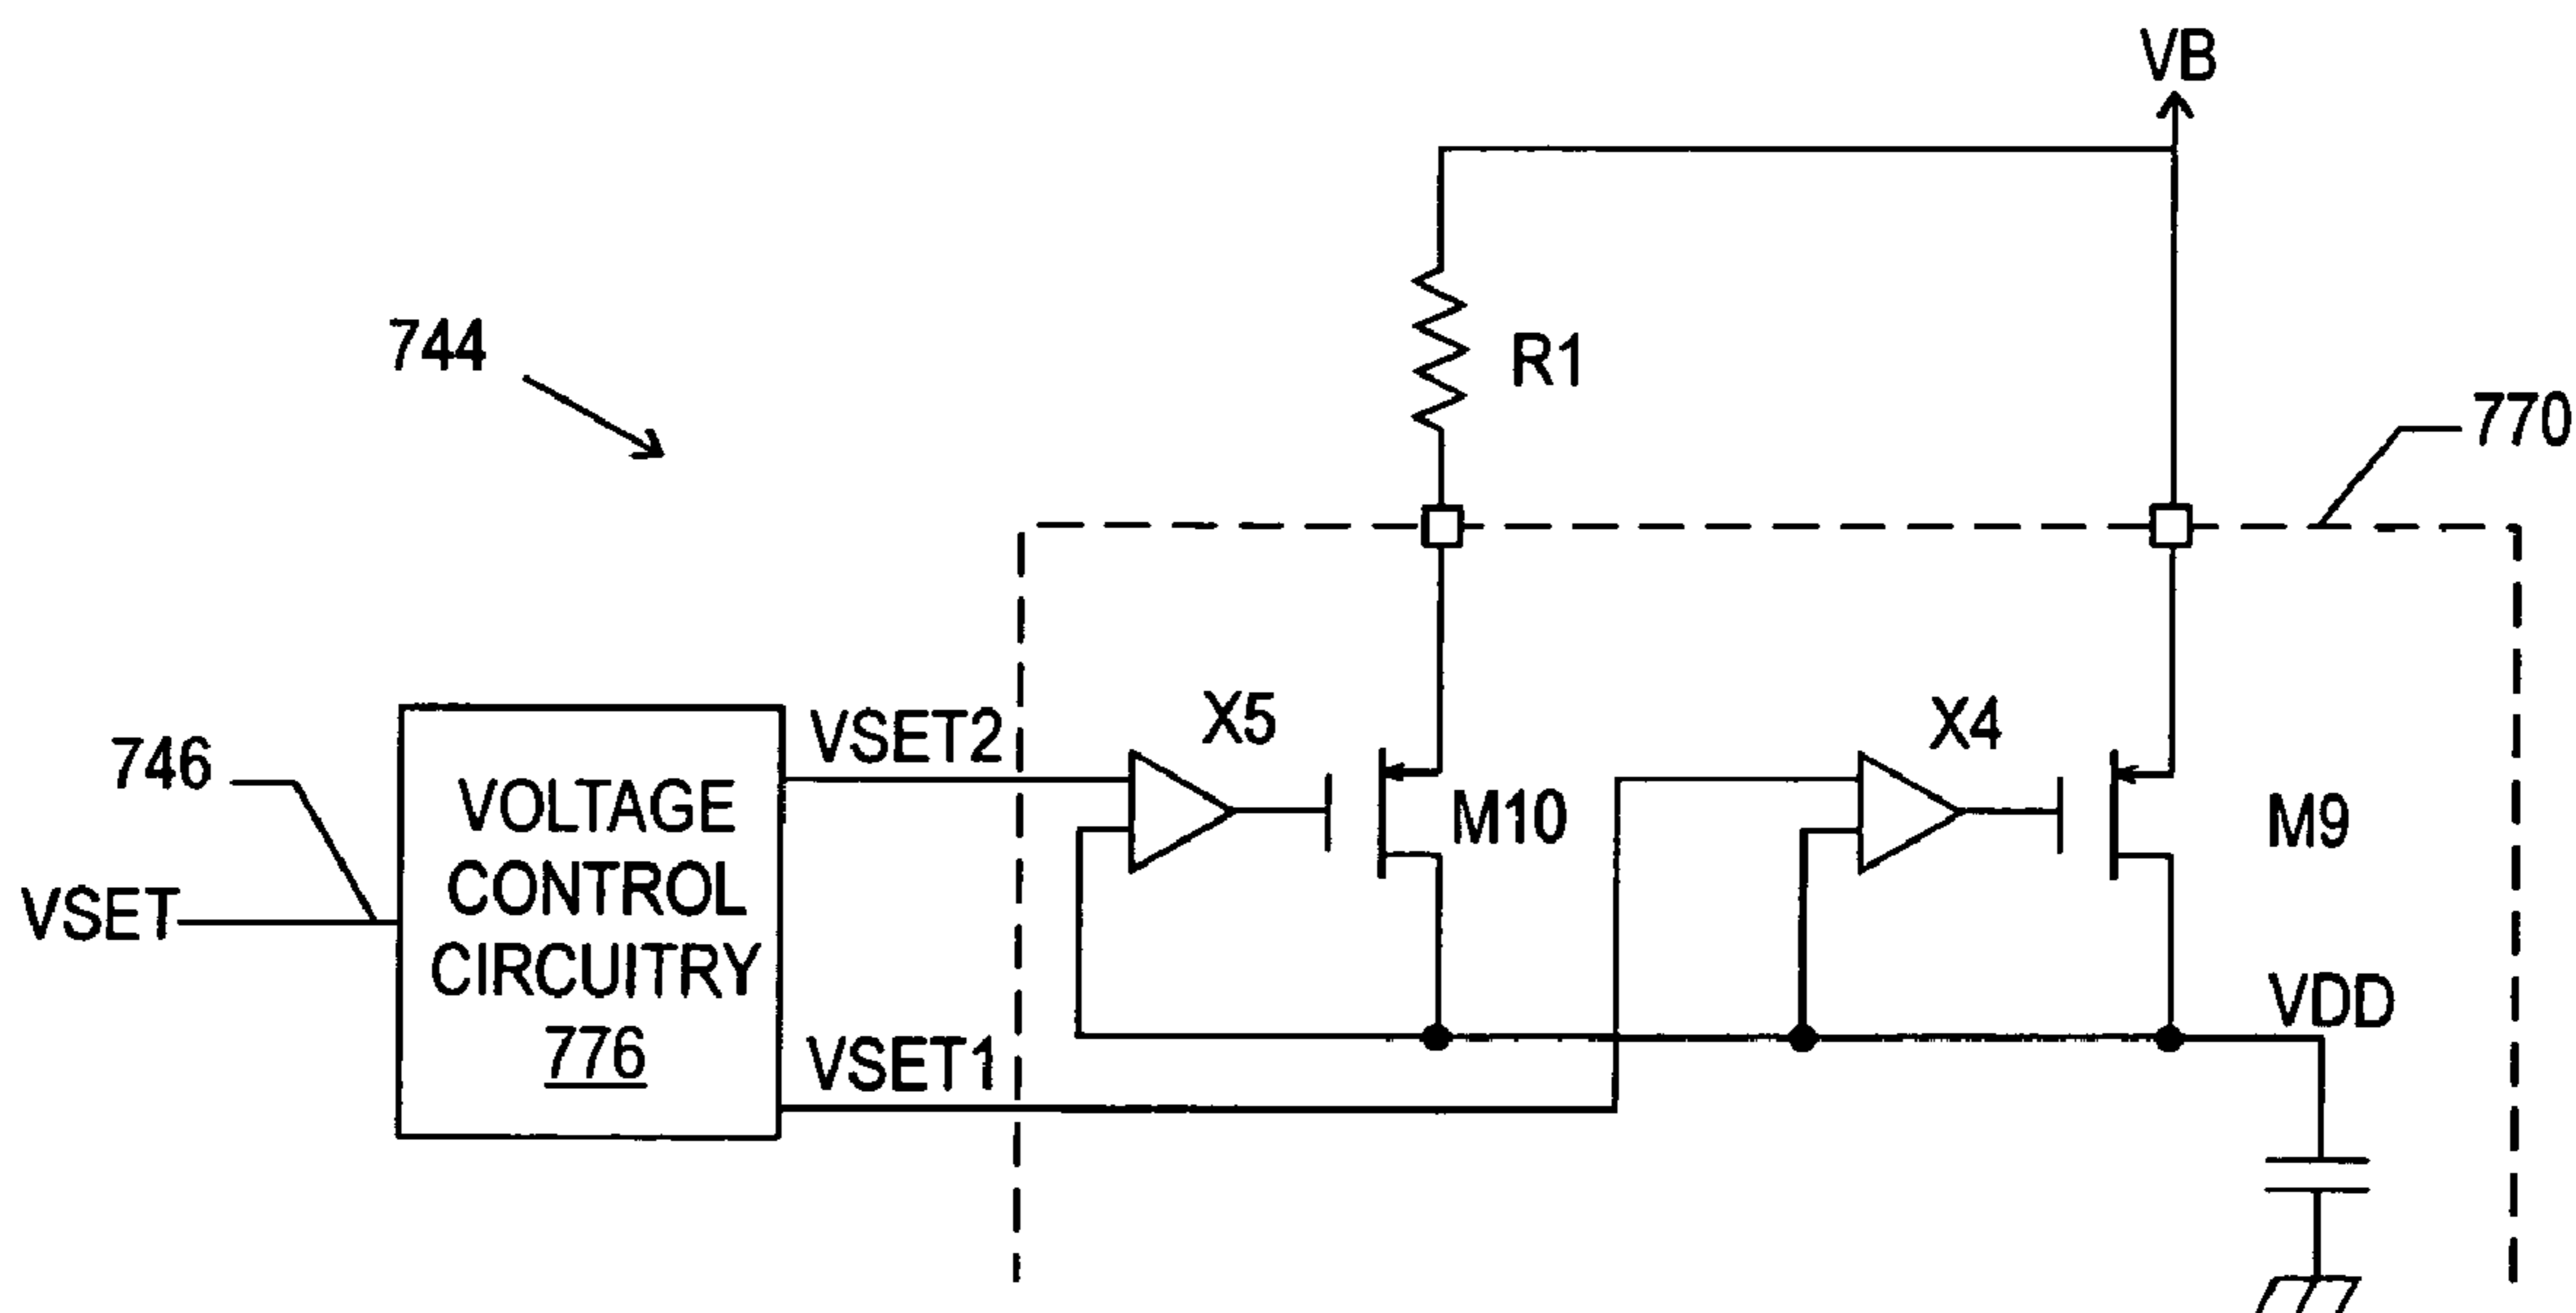 VB
744
R1
770
X5
X4
VSET2
746
VOLTAGE
CONTROL
CIRCUITRY
776
M10
M9
VSET
VDD
VSET1